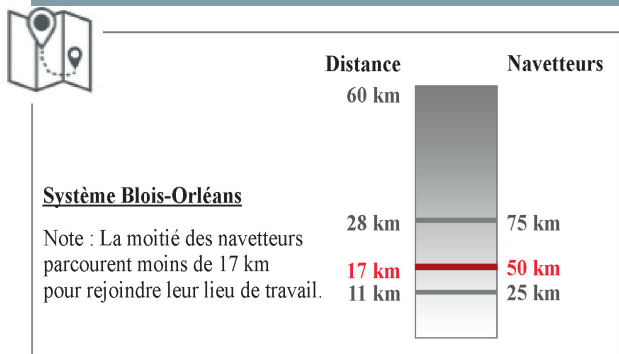 Distance Navetteurs
60 km
Système Blois-Orléans
28 km 75 km
Note : La moitié des navetteurs
parcourent moins de 17 km
pour rejoindre leur lieu de travail.
17 km 50 km
11 km 25 km